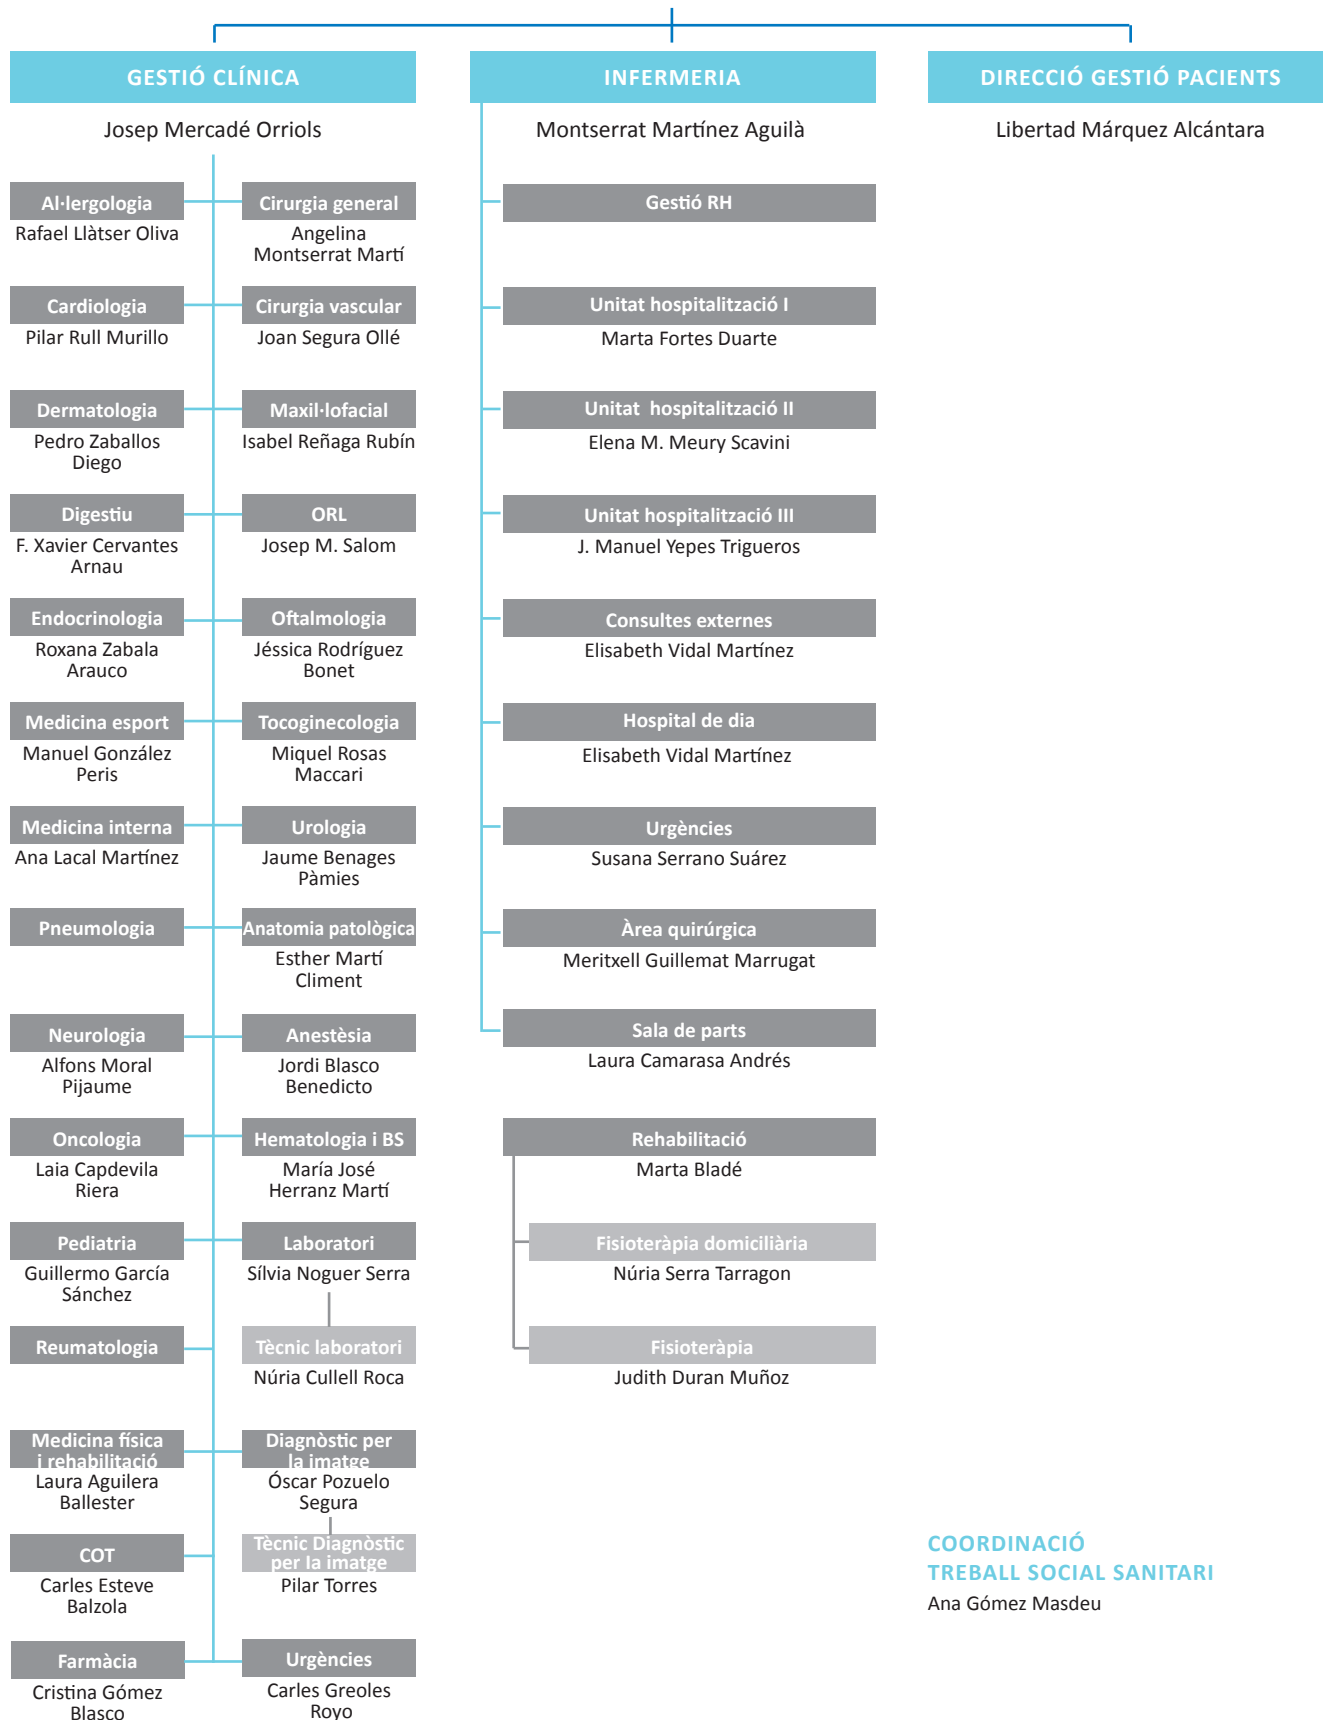 GESTIÓ CLÍNICA
Josep Mercadé Orriols
Al·lergologia
Rafael Llàtser Oliva
Cirurgia general
Angelina
Montserrat Martí
Cardiologia
Pilar Rull Murillo
Cirurgia vascular
Joan Segura Ollé
Dermatologia
Pedro Zaballos
Diego
Maxil·lofacial
Isabel Reñaga Rubín
Digestiu
F. Xavier Cervantes
Arnau
ORL
Josep M. Salom
Endocrinologia
Roxana Zabala
Arauco
Oftalmologia
Jéssica Rodríguez
Bonet
Medicina esport
Manuel González
Peris
Tocoginecologia
Miquel Rosas
Maccari
Medicina interna
Ana Lacal Martínez
Urologia
Jaume Benages
Pàmies
Pneumologia
Anatomia patològica
Esther Martí
Climent
Neurologia
Alfons Moral
Pijaume
Anestèsia
Jordi Blasco
Benedicto
Oncologia
Laia Capdevila
Riera
Hematologia i BS
María José
Herranz Martí
Pediatria
Guillermo García
Sánchez
Laboratori
Sílvia Noguer Serra
Reumatologia
Tècnic laboratori
Núria Cullell Roca
Medicina física
i rehabilitació
Laura Aguilera
Ballester
Diagnòstic per
la imatge
Óscar Pozuelo
Segura
COT
Carles Esteve
Balzola
Tècnic Diagnòstic
per la imatge
Pilar Torres
Farmàcia
Cristina Gómez
Blasco
Urgències
Carles Greoles
Royo
INFERMERIA
Montserrat Martínez Aguilà
Gestió RH
Unitat hospitalització I
Marta Fortes Duarte
Unitat hospitalització II
Elena M. Meury Scavini
Unitat hospitalització III
J. Manuel Yepes Trigueros
Consultes externes
Elisabeth Vidal Martínez
Hospital de dia
Elisabeth Vidal Martínez
Urgències
Susana Serrano Suárez
Àrea quirúrgica
Meritxell Guillemat Marrugat
Sala de parts
Laura Camarasa Andrés
Rehabilitació
Marta Bladé
Fisioteràpia domiciliària
Núria Serra Tarragon
Fisioteràpia
Judith Duran Muñoz
DIRECCIÓ GESTIÓ PACIENTS
Libertad Márquez Alcántara
COORDINACIÓ
TREBALL SOCIAL SANITARI
Ana Gómez Masdeu